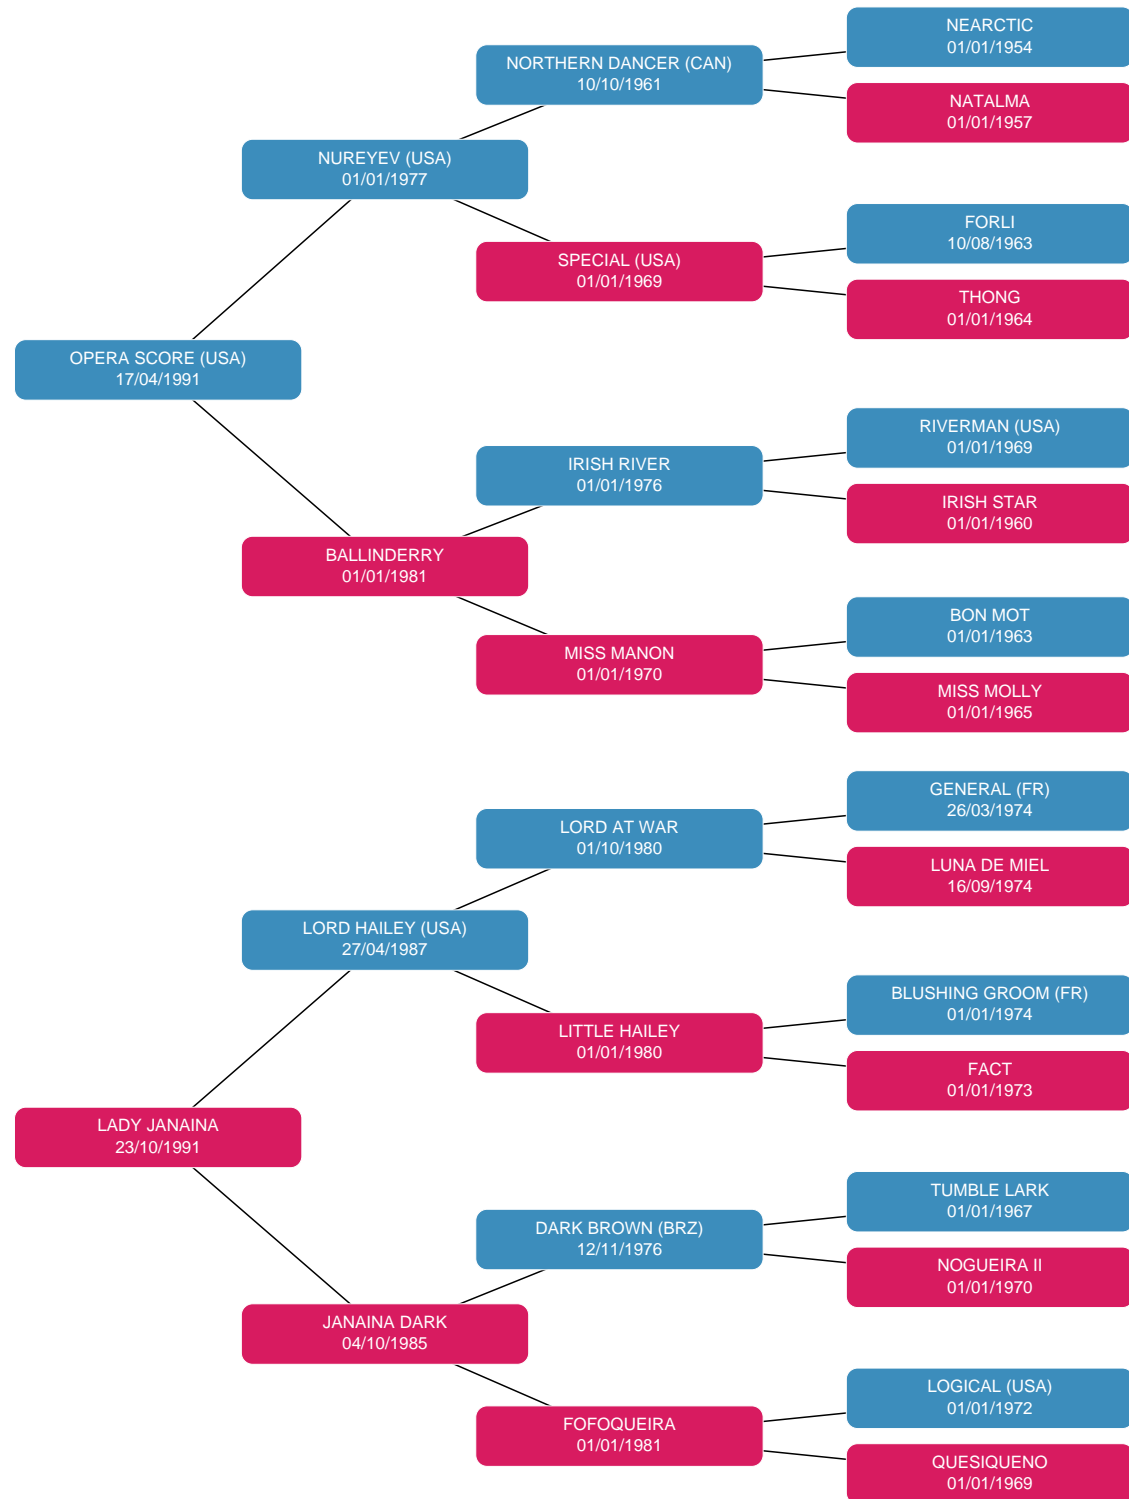 NEARCTIC
01/01/1954
NORTHERN DANCER (CAN)
10/10/1961
NATALMA
01/01/1957
NUREYEV (USA)
01/01/1977
FORLI
10/08/1963
SPECIAL (USA)
01/01/1969
THONG
01/01/1964
OPERA SCORE (USA)
17/04/1991
RIVERMAN (USA)
01/01/1969
IRISH RIVER
01/01/1976
IRISH STAR
01/01/1960
BALLINDERRY
01/01/1981
BON MOT
01/01/1963
MISS MANON
01/01/1970
MISS MOLLY
01/01/1965
GENERAL (FR)
26/03/1974
LORD AT WAR
01/10/1980
LUNA DE MIEL
16/09/1974
LORD HAILEY (USA)
27/04/1987
BLUSHING GROOM (FR)
01/01/1974
LITTLE HAILEY
01/01/1980
FACT
01/01/1973
LADY JANAINA
23/10/1991
TUMBLE LARK
01/01/1967
DARK BROWN (BRZ)
12/11/1976
NOGUEIRA II
01/01/1970
JANAINA DARK
04/10/1985
LOGICAL (USA)
01/01/1972
FOFOQUEIRA
01/01/1981
QUESIQUENO
01/01/1969